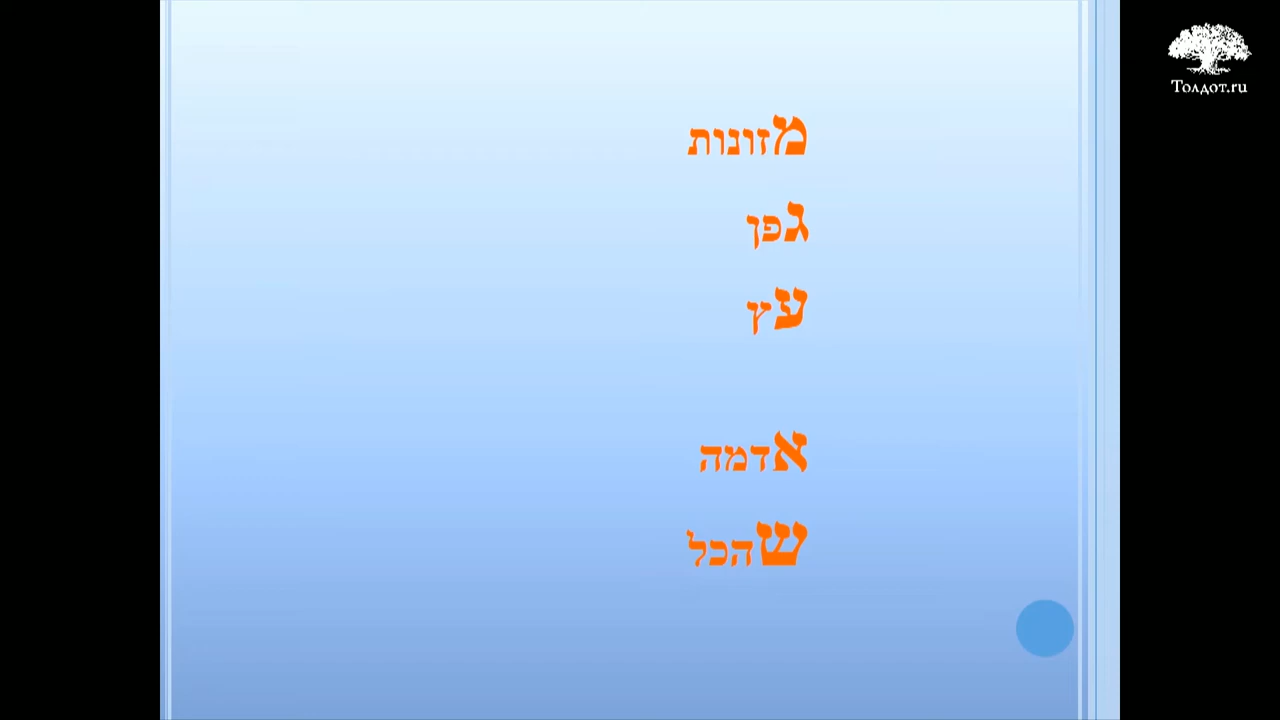 Толдот.ru
מזונות
גפן
עץ
אדמה
שהכל